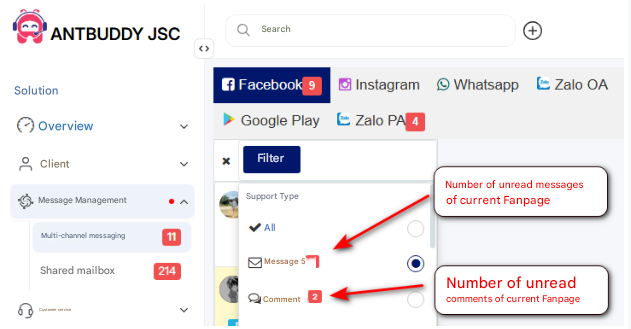 ANTBUDDY JSC
Search
Solution
Overview
Client
Message Management
Multi-channel messaging 11
Shared mailbox 214
Customer service
Facebook 9 Instagram Whatsapp Zalo OA
Google Play Zalo PA 4
Filter
Support Type
All
Message 5
Comment 2
Number of unread messages
of current Fanpage
Number of unread
comments of current Fanpage